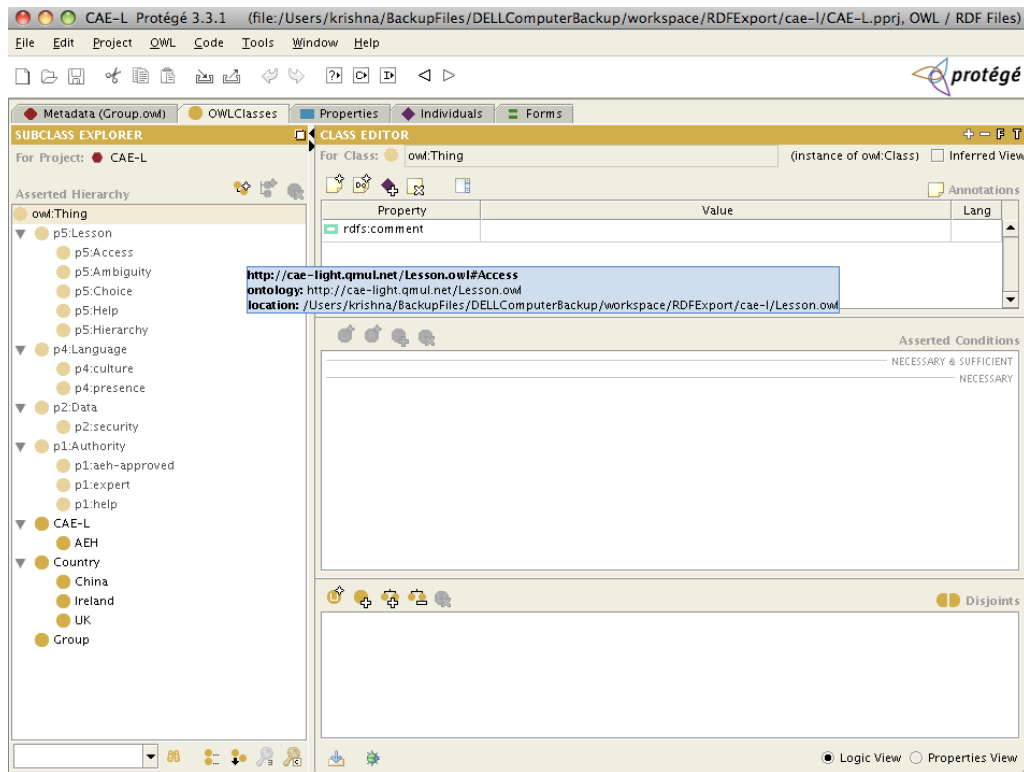 CAE-L Protégé 3.3.1 (file:/Users/krishna/BackupFiles/DELLComputerBackup/workspace/RDFExport/cae-l/CAE-L.pprj, OWL / RDF Files)
File Edit Project OWL Code Tools Window Help
protégé
Metadata (Group.owl) OWLClasses Properties Individuals Forms
SUBCLASS EXPLORER
For Project: CAE-L
Asserted Hierarchy
owl:Thing
p5:Lesson
p5:Access
p5:Ambiguity
p5:Choice
p5:Help
p5:Hierarchy
p4:Language
p4:culture
p4:presence
p2:Data
p2:security
p1:Authority
p1:aeh-approved
p1:expert
p1:help
CAE-L
AEH
Country
China
Ireland
UK
Group
CLASS EDITOR
F T
For Class: owl:Thing (instance of owl:Class) Inferred View
Annotations
Property Value Lang
rdfs:comment
http://cae-light.qmul.net/Lesson.owl#Access
ontology: http://cae-light.qmul.net/Lesson.owl
location: /Users/krishna/BackupFiles/DELLComputerBackup/workspace/RDFExport/cae-l/Lesson.owl
Asserted Conditions
NECESSARY & SUFFICIENT
NECESSARY
Disjoints
Logic View Properties View